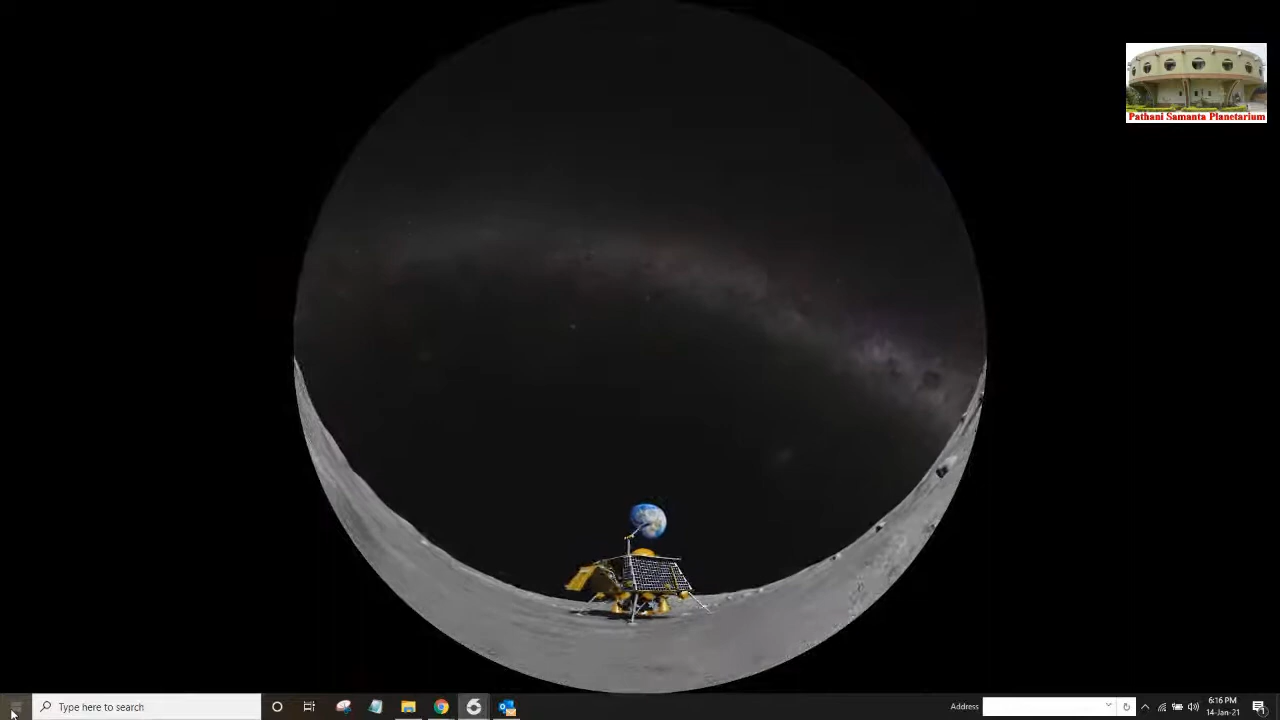 Pathani Samanta Planetarium
Type here to search
Address
6:16 PM
14-Jan-21